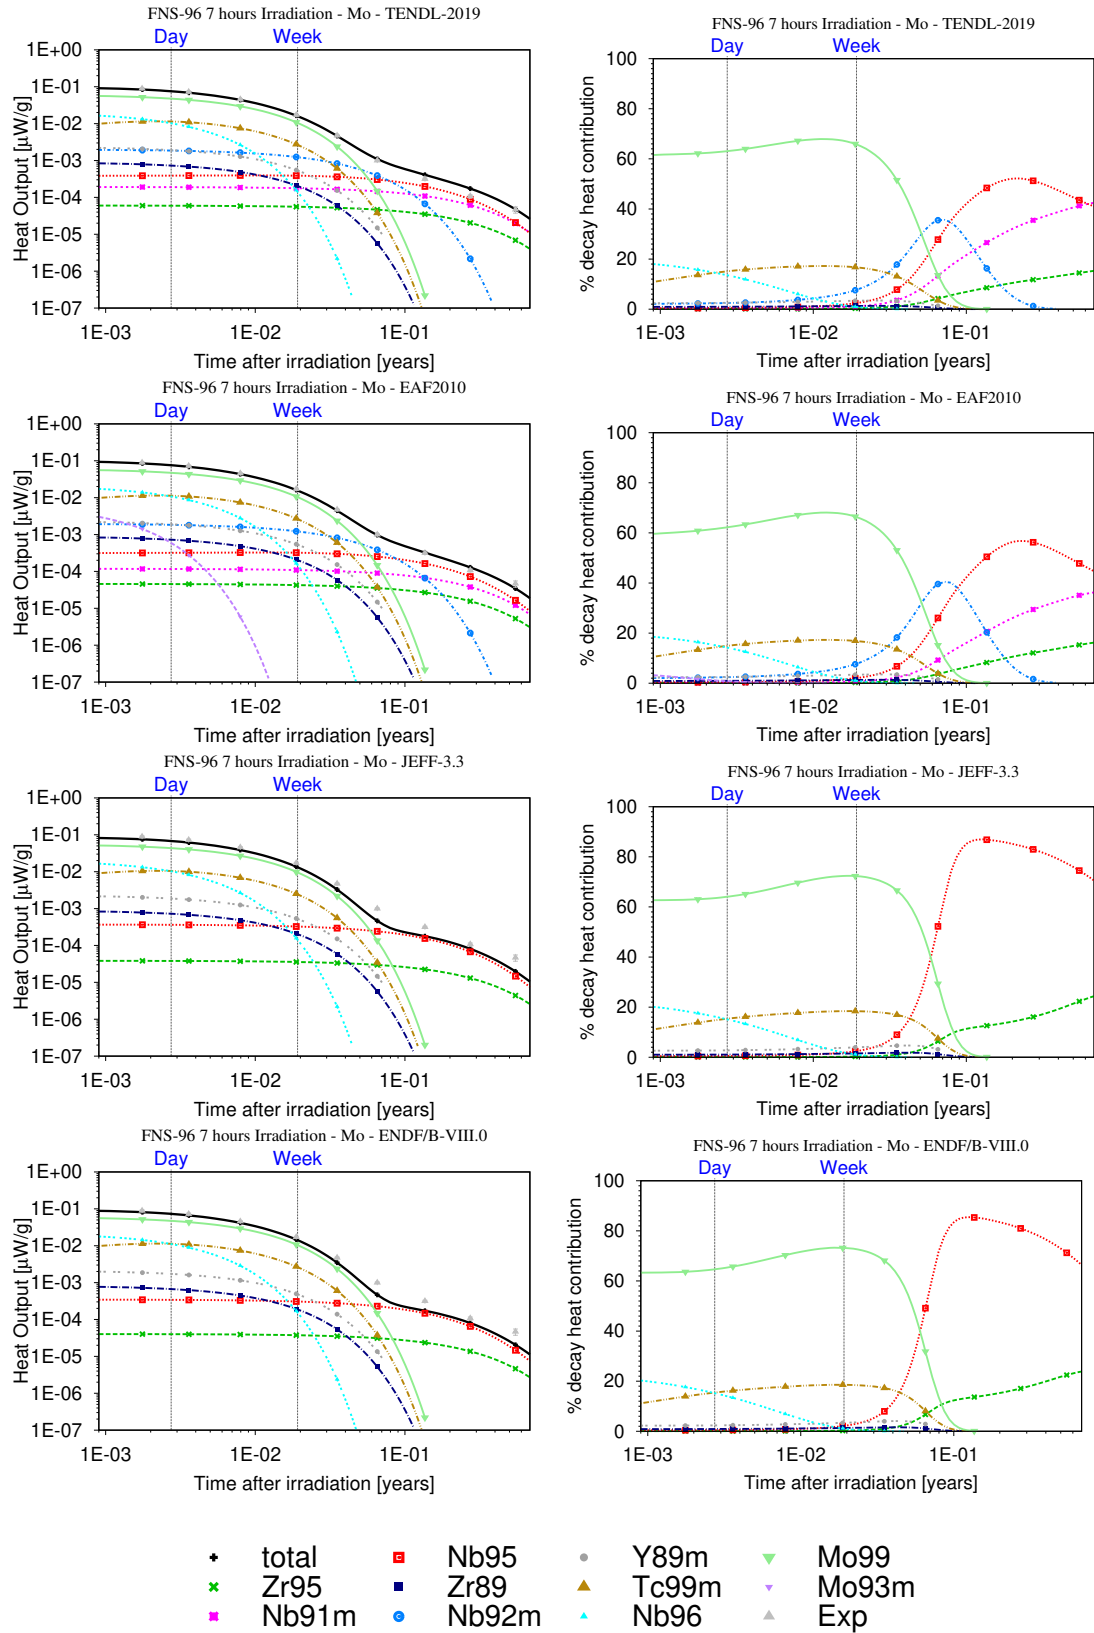 FNS-96 7 hours Irradiation - Mo - TENDL-2019
Day Week
Heat Output [μW/g]
1E+00
1E-01
1E-02
1E-03
1E-04
1E-05
1E-06
1E-07
1E-03 1E-02 1E-01
Time after irradiation [years]
FNS-96 7 hours Irradiation - Mo - TENDL-2019
Day Week
% decay heat contribution
100
80
60
40
20
0
1E-03 1E-02 1E-01
Time after irradiation [years]
FNS-96 7 hours Irradiation - Mo - EAF2010
Day Week
Heat Output [μW/g]
1E+00
1E-01
1E-02
1E-03
1E-04
1E-05
1E-06
1E-07
1E-03 1E-02 1E-01
Time after irradiation [years]
FNS-96 7 hours Irradiation - Mo - EAF2010
Day Week
% decay heat contribution
100
80
60
40
20
0
1E-03 1E-02 1E-01
Time after irradiation [years]
FNS-96 7 hours Irradiation - Mo - JEFF-3.3
Day Week
Heat Output [μW/g]
1E+00
1E-01
1E-02
1E-03
1E-04
1E-05
1E-06
1E-07
1E-03 1E-02 1E-01
Time after irradiation [years]
FNS-96 7 hours Irradiation - Mo - JEFF-3.3
Day Week
% decay heat contribution
100
80
60
40
20
0
1E-03 1E-02 1E-01
Time after irradiation [years]
FNS-96 7 hours Irradiation - Mo - ENDF/B-VIII.0
Day Week
Heat Output [μW/g]
1E+00
1E-01
1E-02
1E-03
1E-04
1E-05
1E-06
1E-07
1E-03 1E-02 1E-01
Time after irradiation [years]
FNS-96 7 hours Irradiation - Mo - ENDF/B-VIII.0
Day Week
% decay heat contribution
100
80
60
40
20
0
1E-03 1E-02 1E-01
Time after irradiation [years]
total Nb95 Y89m Mo99
Zr95 Zr89 Tc99m Mo93m
Nb91m Nb92m Nb96 Exp